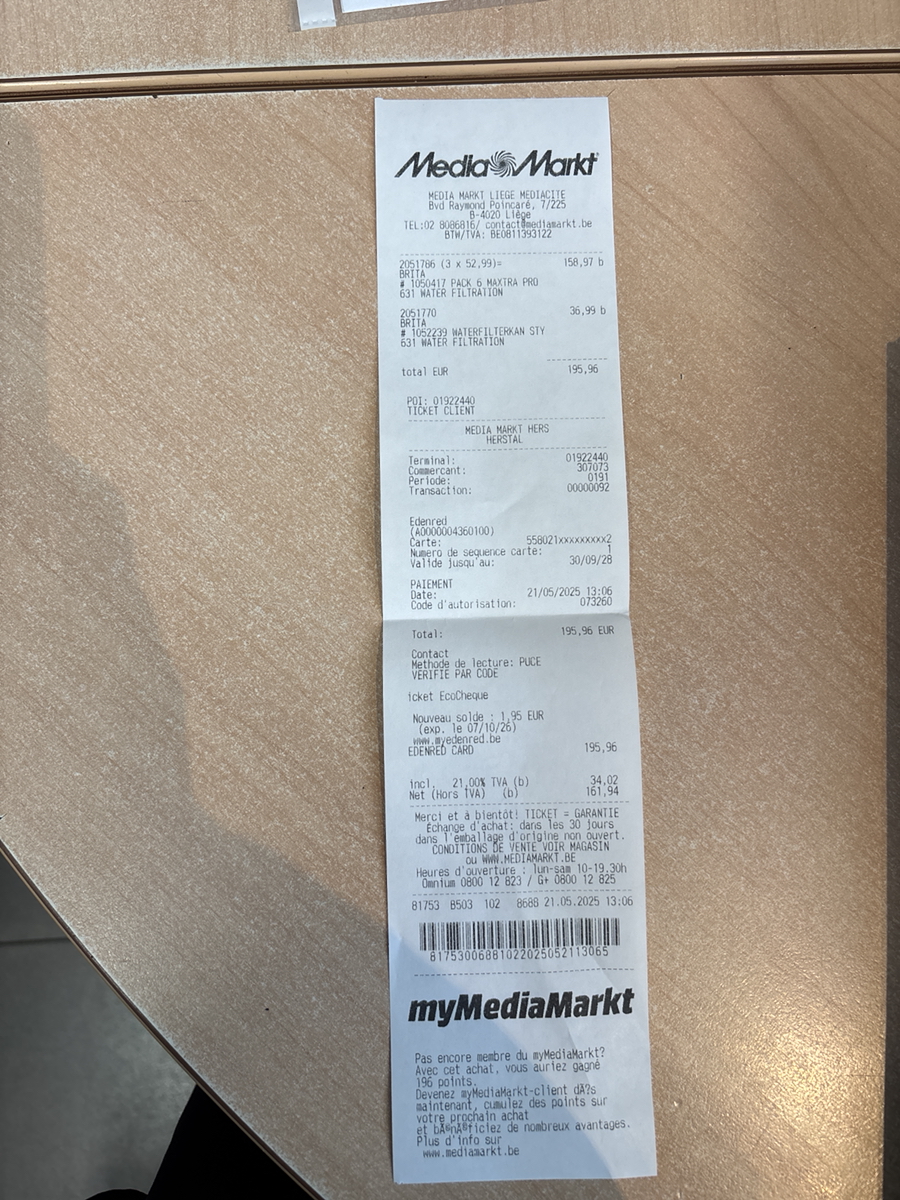 Media Markt
MEDIA MARKT LIEGE MEDIACITE
Bvd Raymond Poincaré, 7/225
B-4020 Liège
TEL:02 8086816/ contact@mediamarkt.be
BTW/TVA: BE0811393122
2051786 (3 x 52,99)= 158,97 b
BRITA
# 1050417 PACK 6 MAXTRA PRO
631 WATER FILTRATION
2051770 36,99 b
BRITA
# 1052239 WATERFILTERKAN STY
631 WATER FILTRATION
total EUR 195,96
POI: 01922440
TICKET CLIENT
MEDIA MARKT HERS
HERSTAL
Terminal: 01922440
Commercant: 307073
Periode: 0191
Transaction: 00000092
Edenred
(A0000004360100)
Carte: 558021xxxxxxxxx2
Numero de sequence carte: 1
Valide jusqu'au: 30/09/28
PAIEMENT
Date: 21/05/2025 13:06
Code d'autorisation: 073260
Total: 195,96 EUR
Contact
Methode de lecture: PUCE
VERIFIE PAR CODE
icket EcoCheque
Nouveau solde : 1,95 EUR
(exp. le 07/10/26)
www.myedenred.be
EDENRED CARD 195,96
incl. 21,00% TVA (b) 34,02
Net (Hors TVA) (b) 161,94
Merci et à bientôt! TICKET = GARANTIE
Échange d'achat: dans les 30 jours
dans l'emballage d'origine non ouvert.
CONDITIONS DE VENTE VOIR MAGASIN
ou WWW.MEDIAMARKT.BE
Heures d'ouverture : lun-sam 10-19.30h
Omnium 0800 12 823 / G+ 0800 12 825
81753 8503 102 8688 21.05.2025 13:06
81753006881022025052113065
myMediaMarkt
Pas encore membre du myMediaMarkt?
Avec cet achat, vous auriez gagné
196 points.
Devenez myMediaMarkt-client dÃ?s
maintenant, cumulez des points sur
votre prochain achat
et bÃ©nÃ©ficiez de nombreux avantages.
Plus d'info sur
www.mediamarkt.be